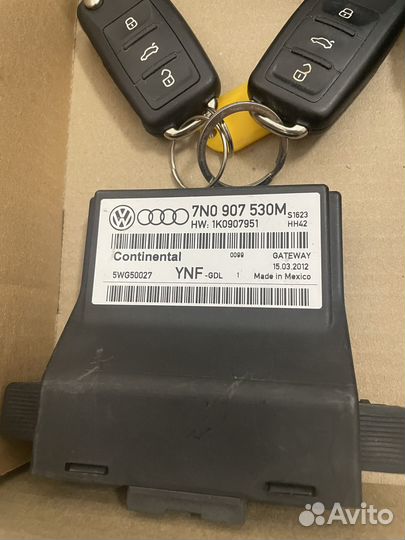 7N0 907 530M S1623
HW: 1K0907951 HH42
Continental 0099 GATEWAY
15.03.2012
5WG50027 YNF-GDL 1 Made in Mexico
Avito